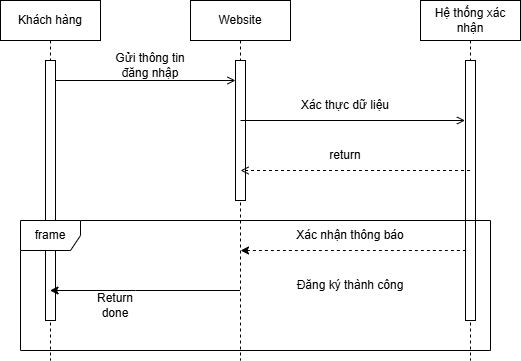 Khách hàng
Website
Hệ thống xác
nhận
Gửi thông tin
đăng nhập
Xác thực dữ liệu
return
frame
Xác nhận thông báo
Đăng ký thành công
Return
done